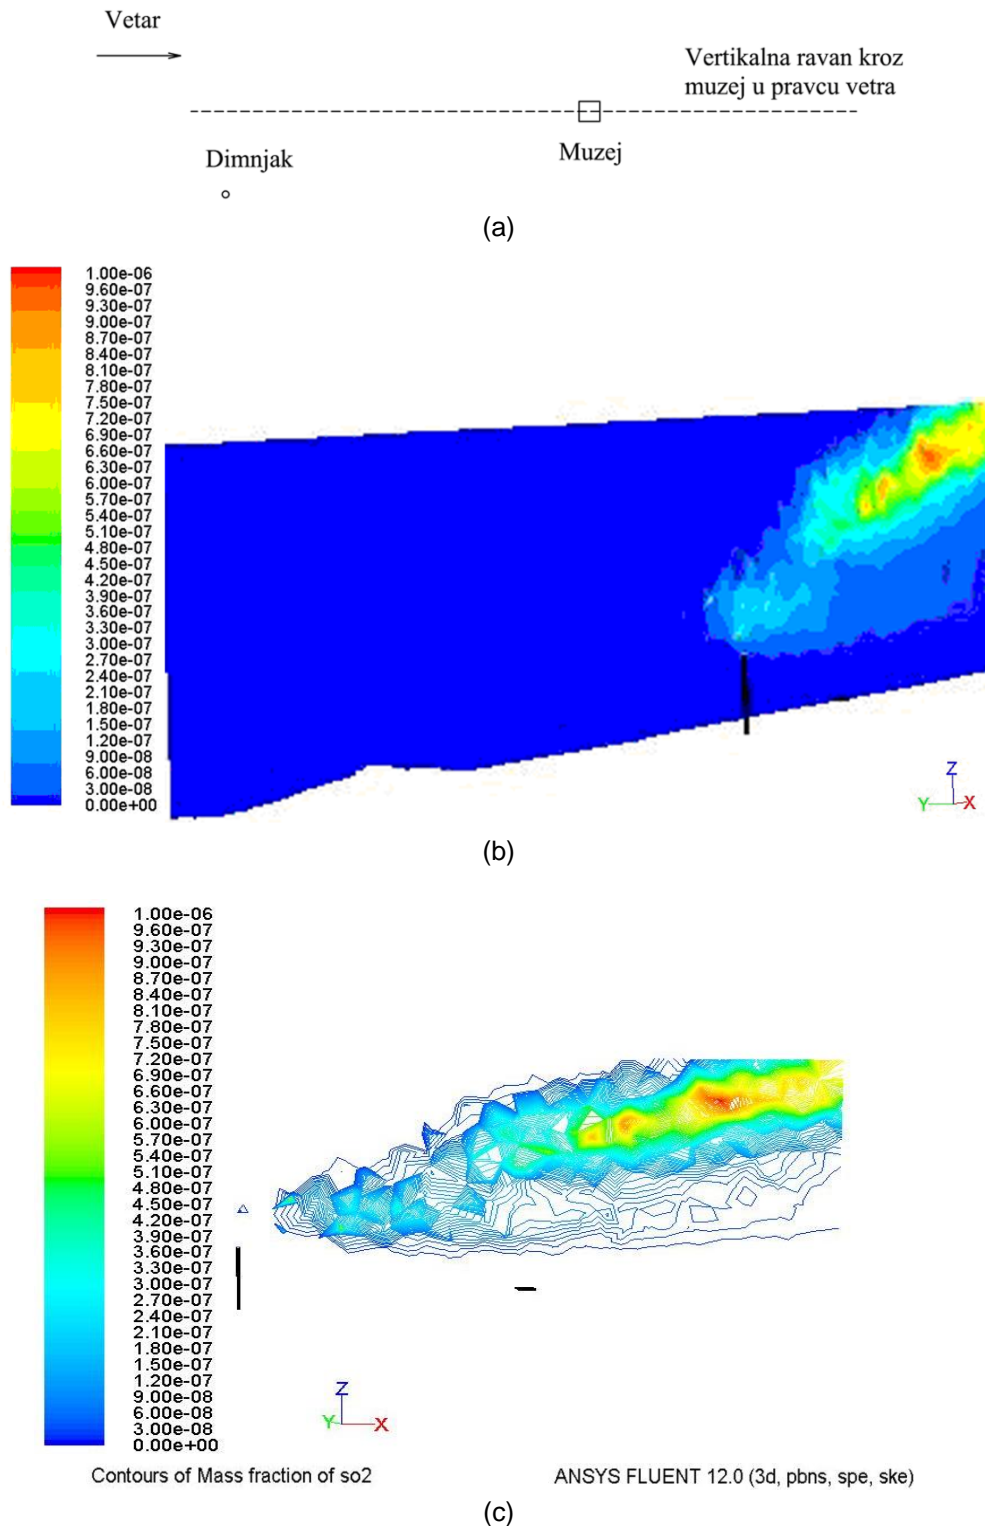 Vetar
Vertikalna ravan kroz
muzej u pravcu vetra
Dimnjak
Muzej
(a)
1.00e-06
9.60e-07
9.30e-07
9.00e-07
8.70e-07
8.40e-07
8.10e-07
7.80e-07
7.50e-07
7.20e-07
6.90e-07
6.60e-07
6.30e-07
6.00e-07
5.70e-07
5.40e-07
5.10e-07
4.80e-07
4.50e-07
4.20e-07
3.90e-07
3.60e-07
3.30e-07
3.00e-07
2.70e-07
2.40e-07
2.10e-07
1.80e-07
1.50e-07
1.20e-07
9.00e-08
6.00e-08
3.00e-08
0.00e+00
Z
Y
X
(b)
1.00e-06
9.60e-07
9.30e-07
9.00e-07
8.70e-07
8.40e-07
8.10e-07
7.80e-07
7.50e-07
7.20e-07
6.90e-07
6.60e-07
6.30e-07
6.00e-07
5.70e-07
5.40e-07
5.10e-07
4.80e-07
4.50e-07
4.20e-07
3.90e-07
3.60e-07
3.30e-07
3.00e-07
2.70e-07
2.40e-07
2.10e-07
1.80e-07
1.50e-07
1.20e-07
9.00e-08
6.00e-08
3.00e-08
0.00e+00
Z
Y
X
Contours of Mass fraction of so2
ANSYS FLUENT 12.0 (3d, pbns, spe, ske)
(c)